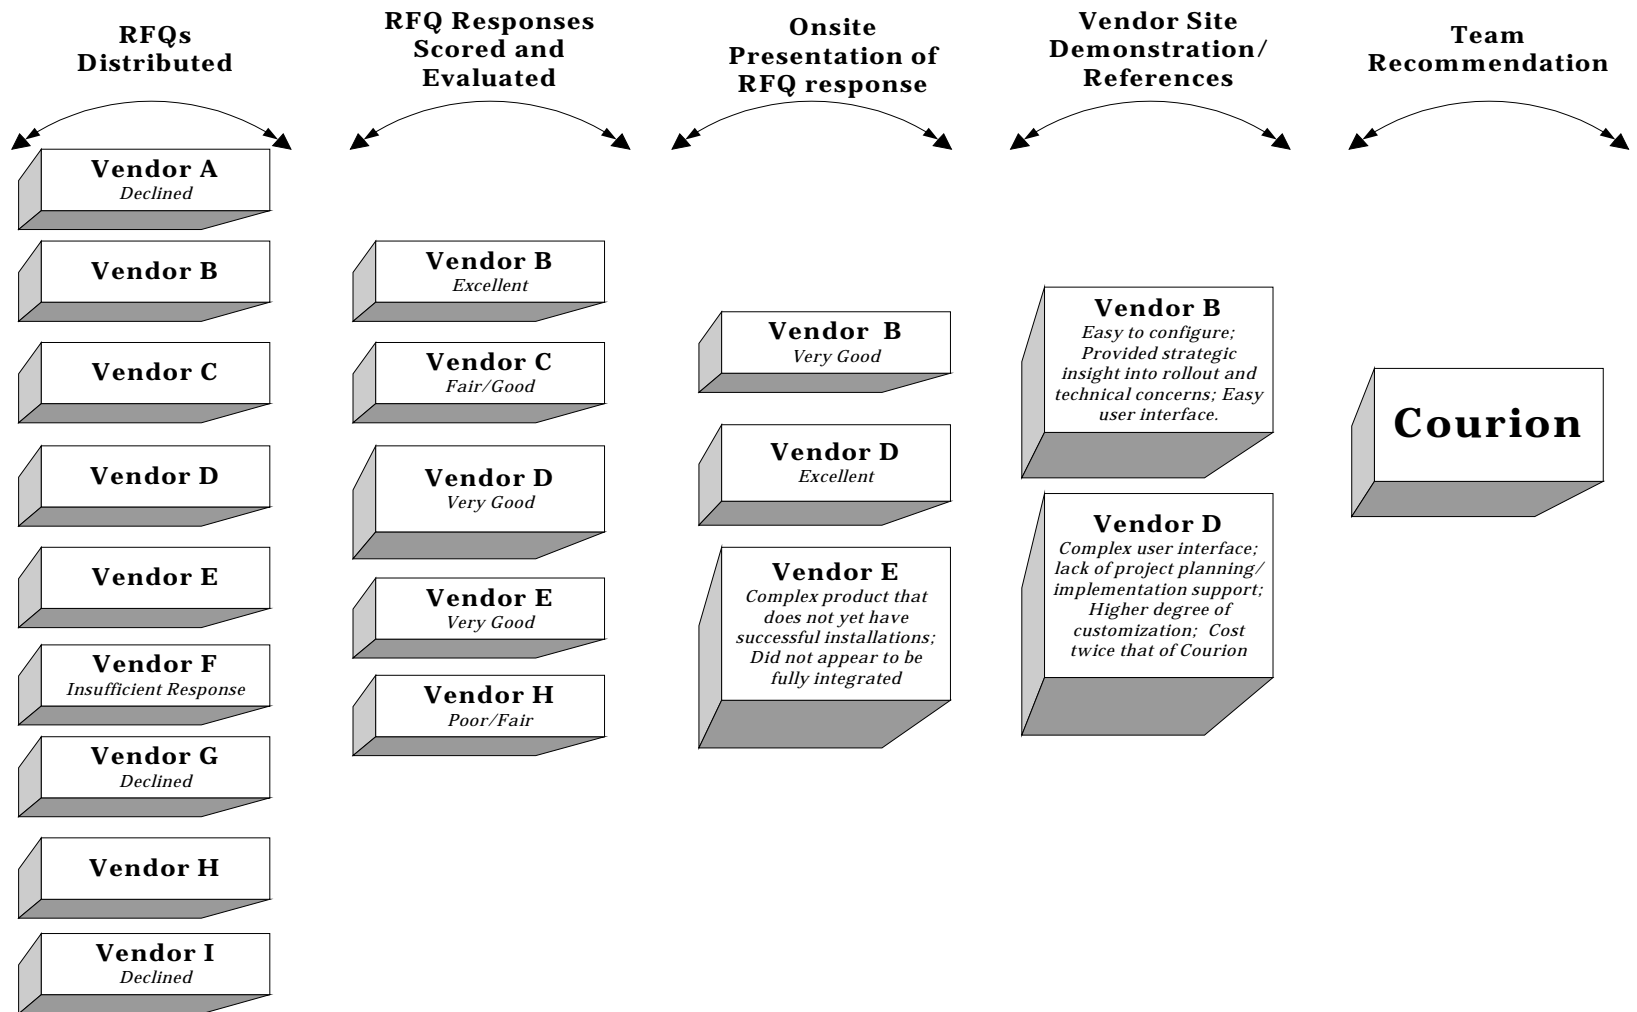 RFQs
Distributed
RFQ Responses
Scored and
Evaluated
Onsite
Presentation of
RFQ response
Vendor Site
Demonstration/
References
Team
Recommendation
Vendor A
Declined
Vendor B
Vendor C
Vendor D
Vendor E
Vendor F
Insufficient Response
Vendor G
Declined
Vendor H
Vendor I
Declined
Vendor B
Excellent
Vendor C
Fair/Good
Vendor D
Very Good
Vendor E
Very Good
Vendor H
Poor/Fair
Vendor B
Very Good
Vendor D
Excellent
Vendor E
Complex product that
does not yet have
successful installations;
Did not appear to be
fully integrated
Vendor B
Easy to configure;
Provided strategic
insight into rollout and
technical concerns; Easy
user interface.
Vendor D
Complex user interface;
lack of project planning/
implementation support;
Higher degree of
customization; Cost
twice that of Courion
Courion